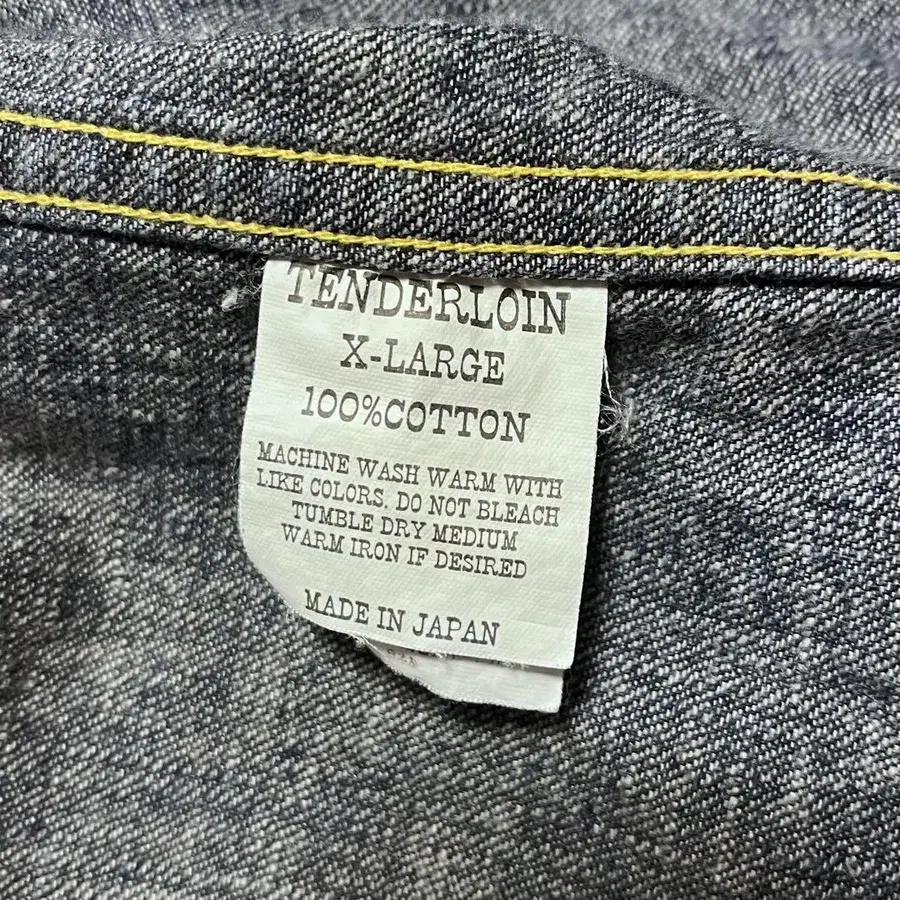 TENDERLOIN
X-LARGE
100%COTTON
MACHINE WASH WARM WITH
LIKE COLORS. DO NOT BLEACH
TUMBLE DRY MEDIUM
WARM IRON IF DESIRED
MADE IN JAPAN